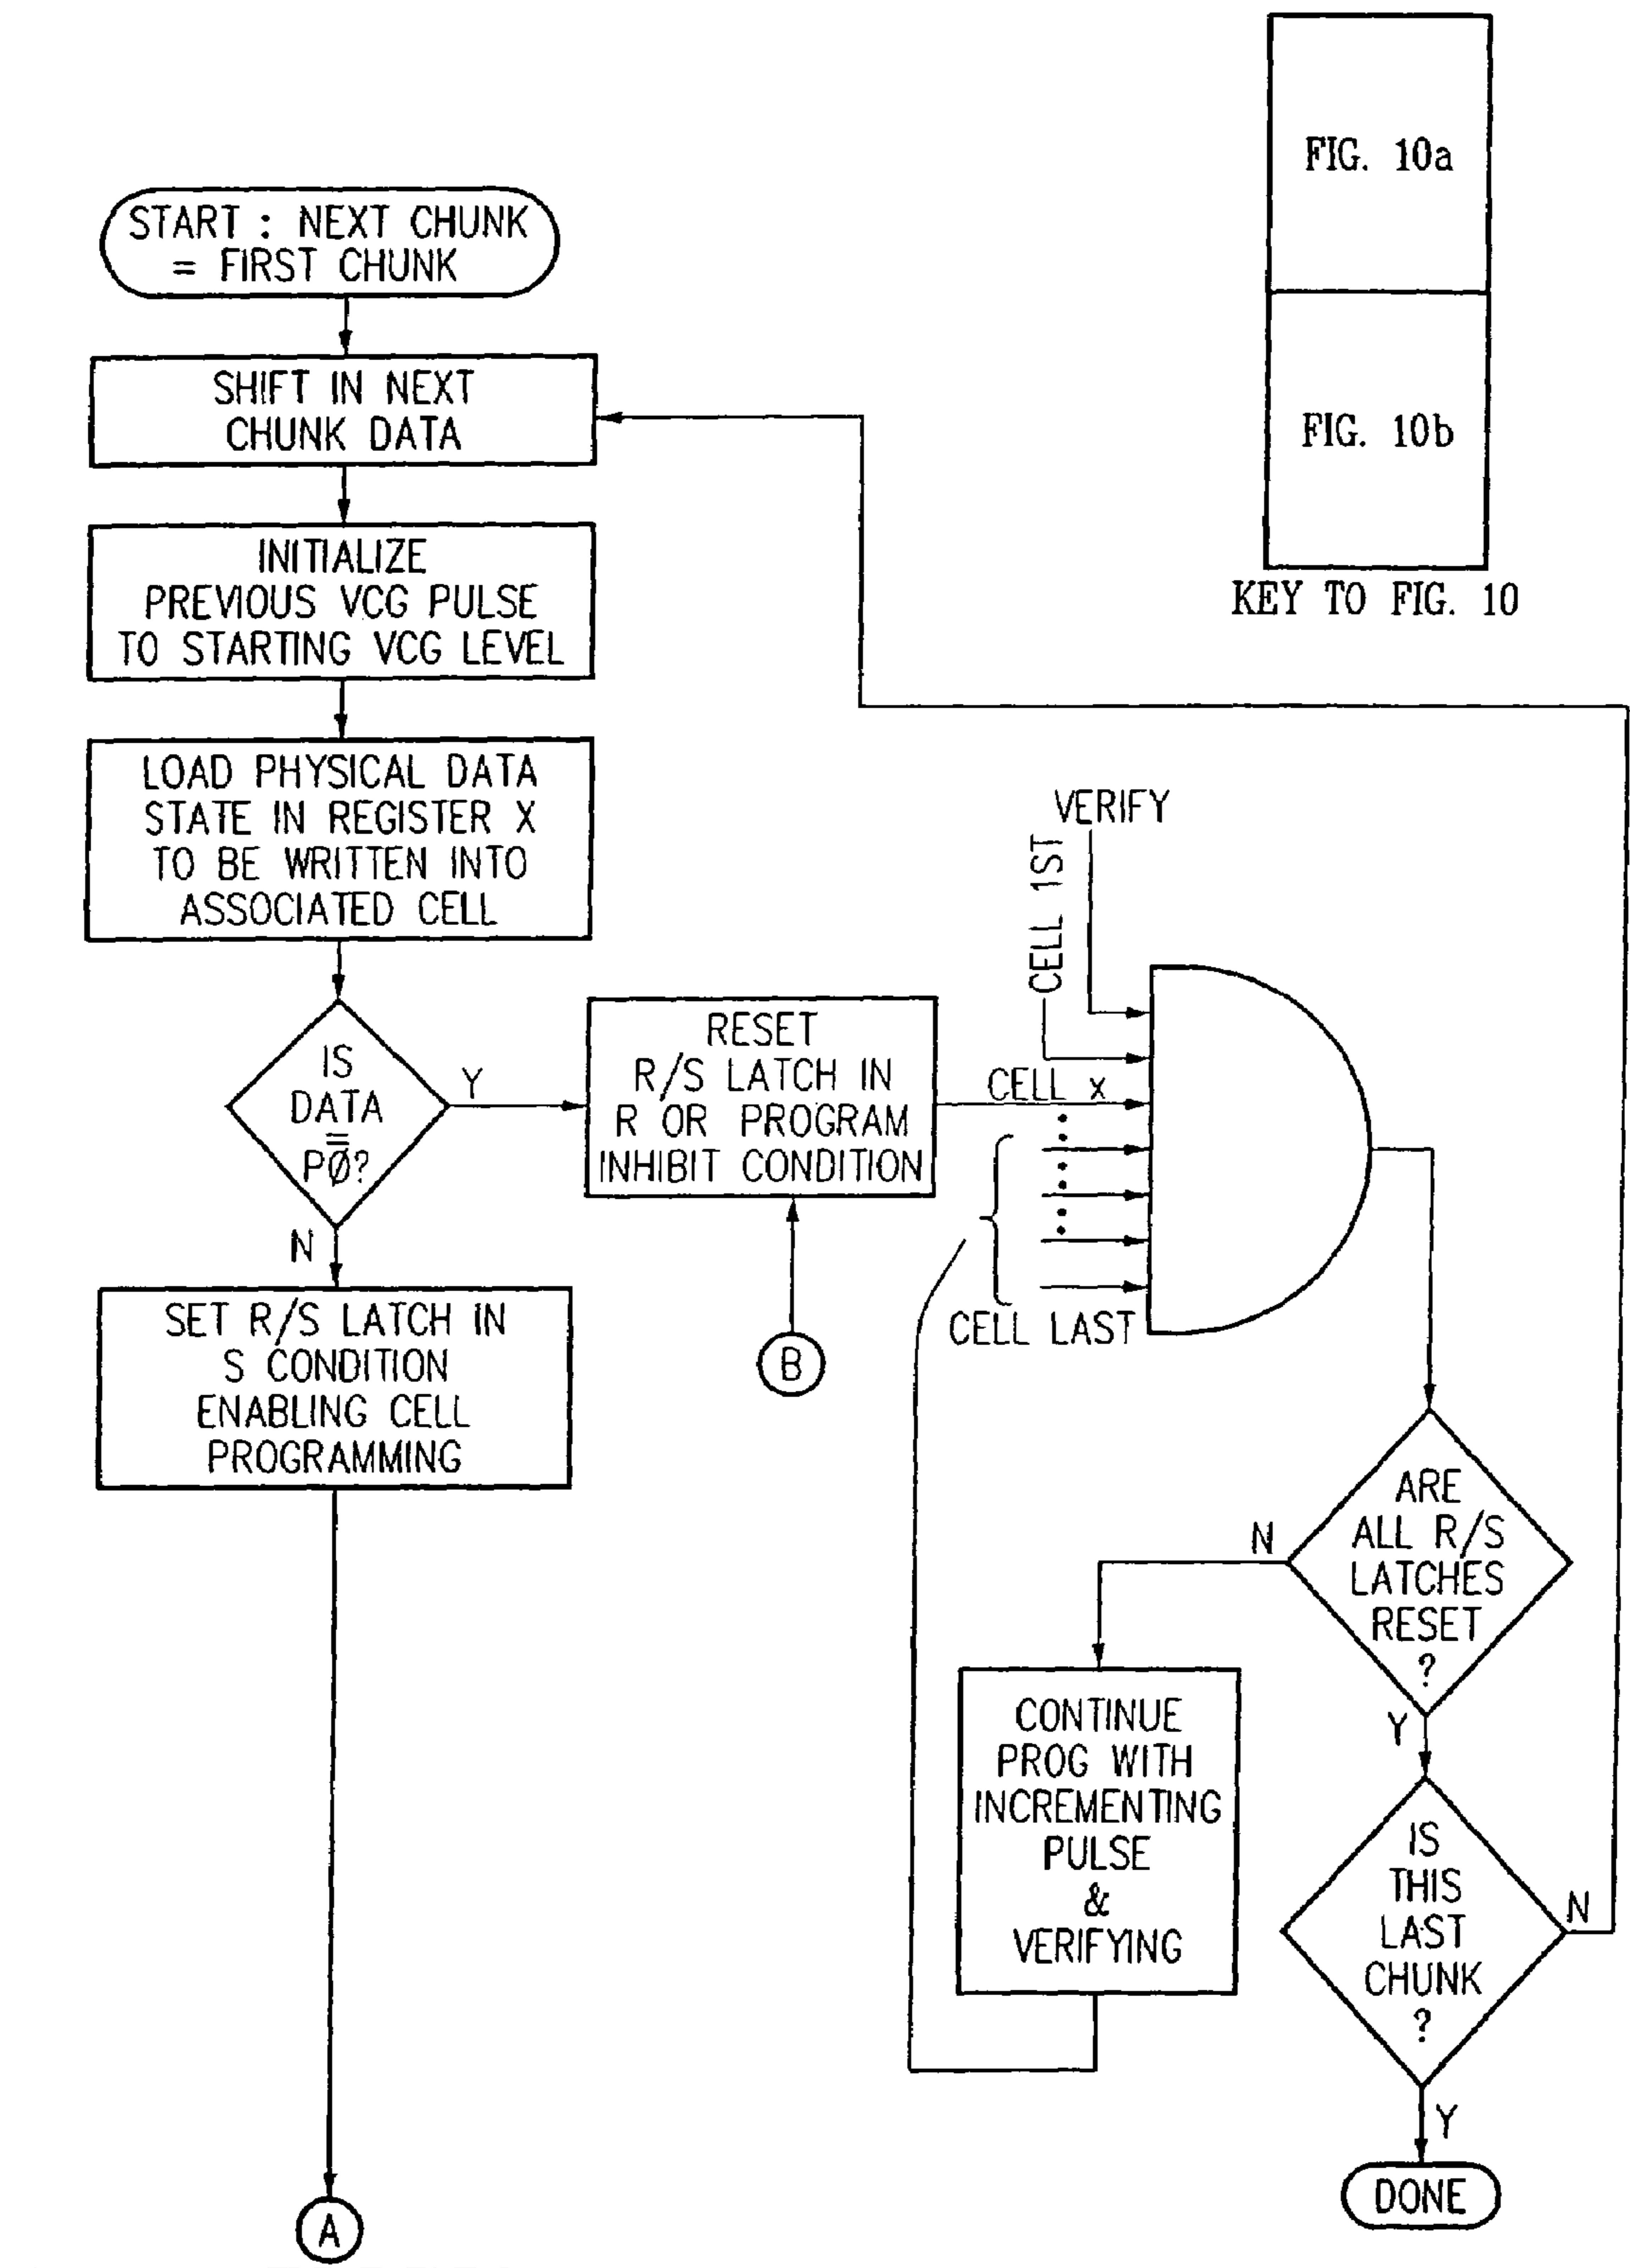 FIG. 10a
FIG. 10b
KEY TO FIG. 10
START : NEXT CHUNK
= FIRST CHUNK
SHIFT IN NEXT
CHUNK DATA
INITIALIZE
PREVIOUS VCG PULSE
TO STARTING VCG LEVEL
LOAD PHYSICAL DATA
STATE IN REGISTER X
TO BE WRITTEN INTO
ASSOCIATED CELL
IS
DATA
=
PØ?
Y
N
RESET
R/S LATCH IN
R OR PROGRAM
INHIBIT CONDITION
B
SET R/S LATCH IN
S CONDITION
ENABLING CELL
PROGRAMMING
A
VERIFY
CELL 1ST
CELL x
CELL LAST
ARE
ALL R/S
LATCHES
RESET
?
N
Y
CONTINUE
PROG WITH
INCREMENTING
PULSE
&
VERIFYING
IS
THIS
LAST
CHUNK
?
N
Y
DONE